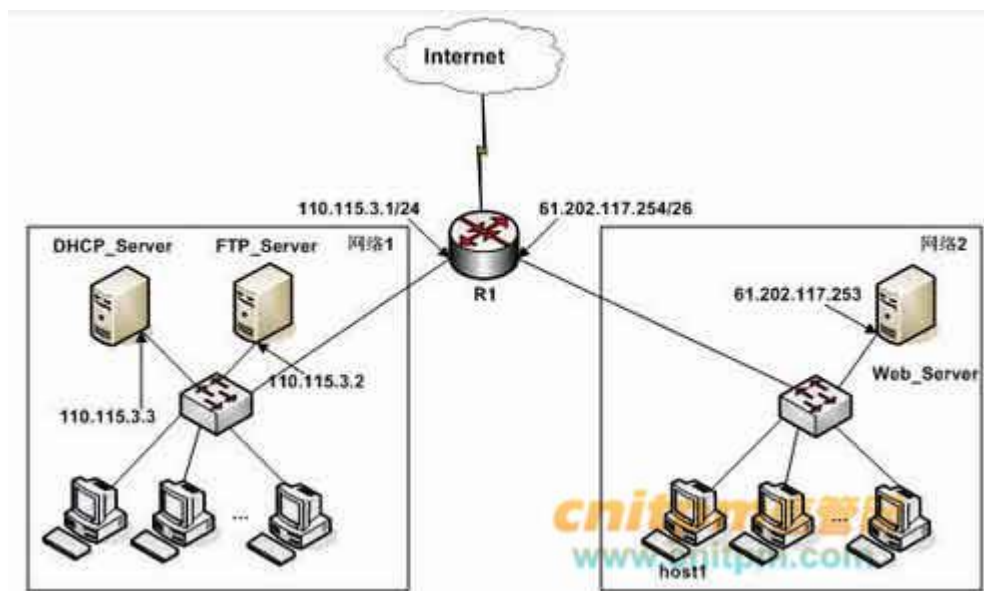 Internet
110.115.3.1/24
61.202.117.254/26
DHCP_Server
FTP_Server
网络1
R1
网络2
61.202.117.253
Web_Server
110.115.3.2
110.115.3.3
...
...
host1
www.cnitpm.com